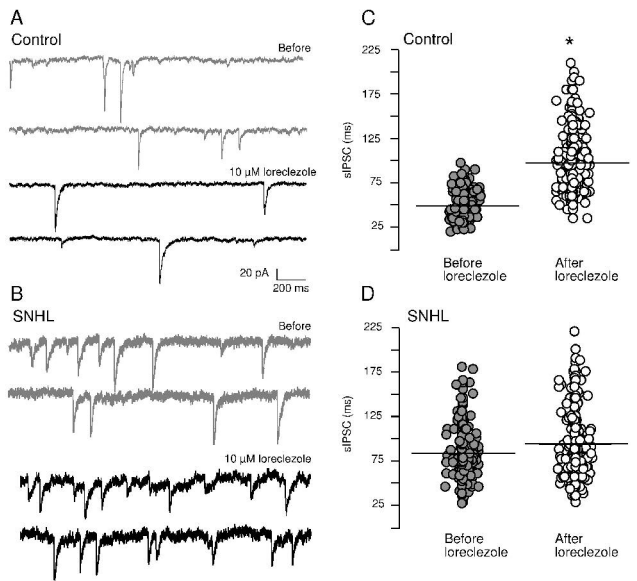 A
Control
Before
10 µM loreclezole
20 pA
200 ms
B
SNHL
Before
10 µM loreclezole
C
Control
*
225
175
125
75
25
sIPSC (ms)
Before
loreclezole
After
loreclezole
D
SNHL
225
175
125
75
25
sIPSC (ms)
Before
loreclezole
After
loreclezole